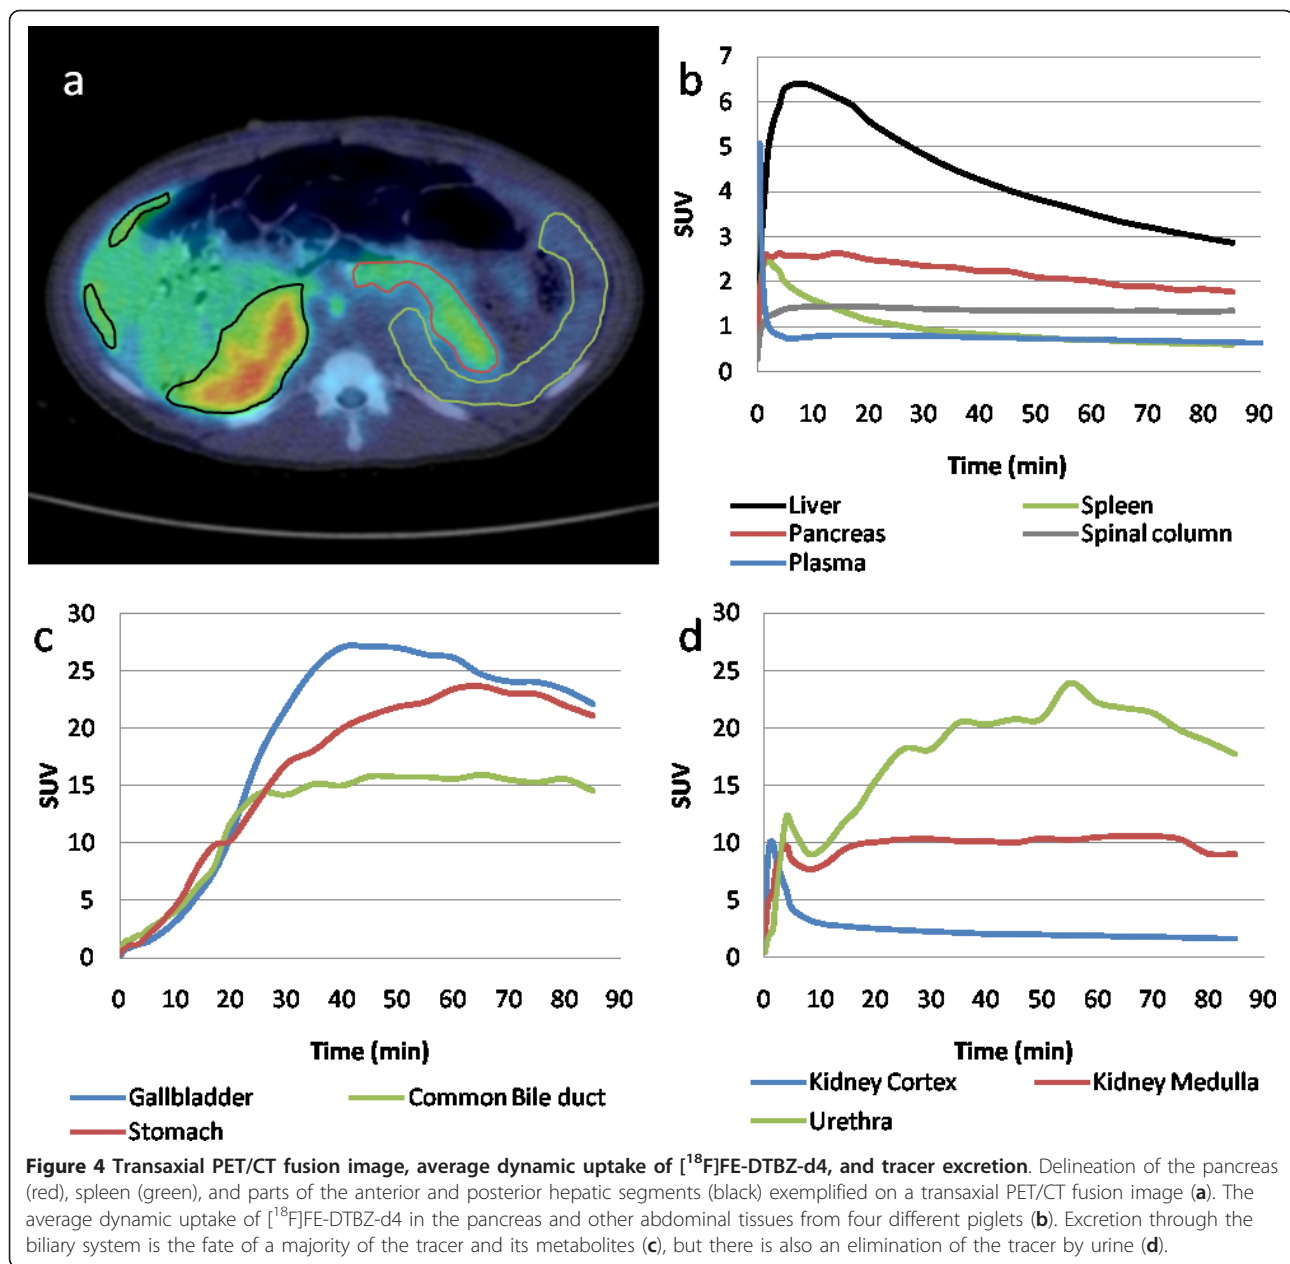 a
b
7
6
5
4
3
2
1
0
SUV
0 10 20 30 40 50 60 70 80 90
Time (min)
Liver Spleen
Pancreas Spinal column
Plasma
c
30
25
20
15
10
5
0
SUV
0 10 20 30 40 50 60 70 80 90
Time (min)
Gallbladder Common Bile duct
Stomach
d
30
25
20
15
10
5
0
SUV
0 10 20 30 40 50 60 70 80 90
Time (min)
Kidney Cortex Kidney Medulla
Urethra
Figure 4 Transaxial PET/CT fusion image, average dynamic uptake of [¹⁸F]FE-DTBZ-d4, and tracer excretion. Delineation of the pancreas
(red), spleen (green), and parts of the anterior and posterior hepatic segments (black) exemplified on a transaxial PET/CT fusion image (a). The
average dynamic uptake of [¹⁸F]FE-DTBZ-d4 in the pancreas and other abdominal tissues from four different piglets (b). Excretion through the
biliary system is the fate of a majority of the tracer and its metabolites (c), but there is also an elimination of the tracer by urine (d).